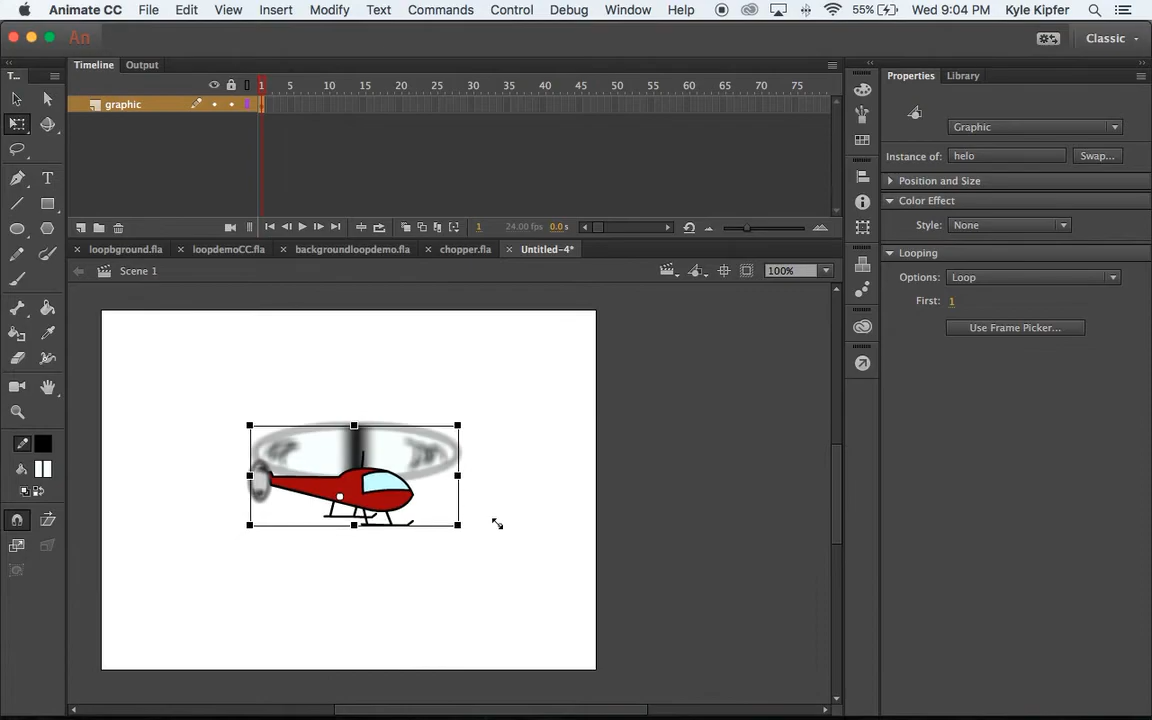 Animate CC File Edit View Insert Modify Text Commands Control Debug Window Help 55% Wed 9:04 PM Kyle Kipfer
An Classic
T... Timeline Output Properties Library
1 5 10 15 20 25 30 35 40 45 50 55 60 65 70 75
graphic
Graphic
Instance of: helo Swap...
Position and Size
Color Effect
Style: None
1 24.00 fps 0.0 s
loopbground.fla loopdemoCC.fla backgroundloopdemo.fla chopper.fla Untitled-4*
Looping
Scene 1 100%
Options: Loop
First: 1
Use Frame Picker...